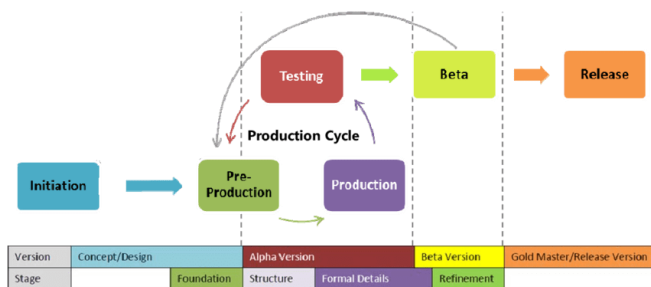 Testing
Beta
Release
Production Cycle
Initiation
Pre-
Production
Production
Version Concept/Design Alpha Version Beta Version Gold Master/Release Version
Stage Foundation Structure Formal Details Refinement